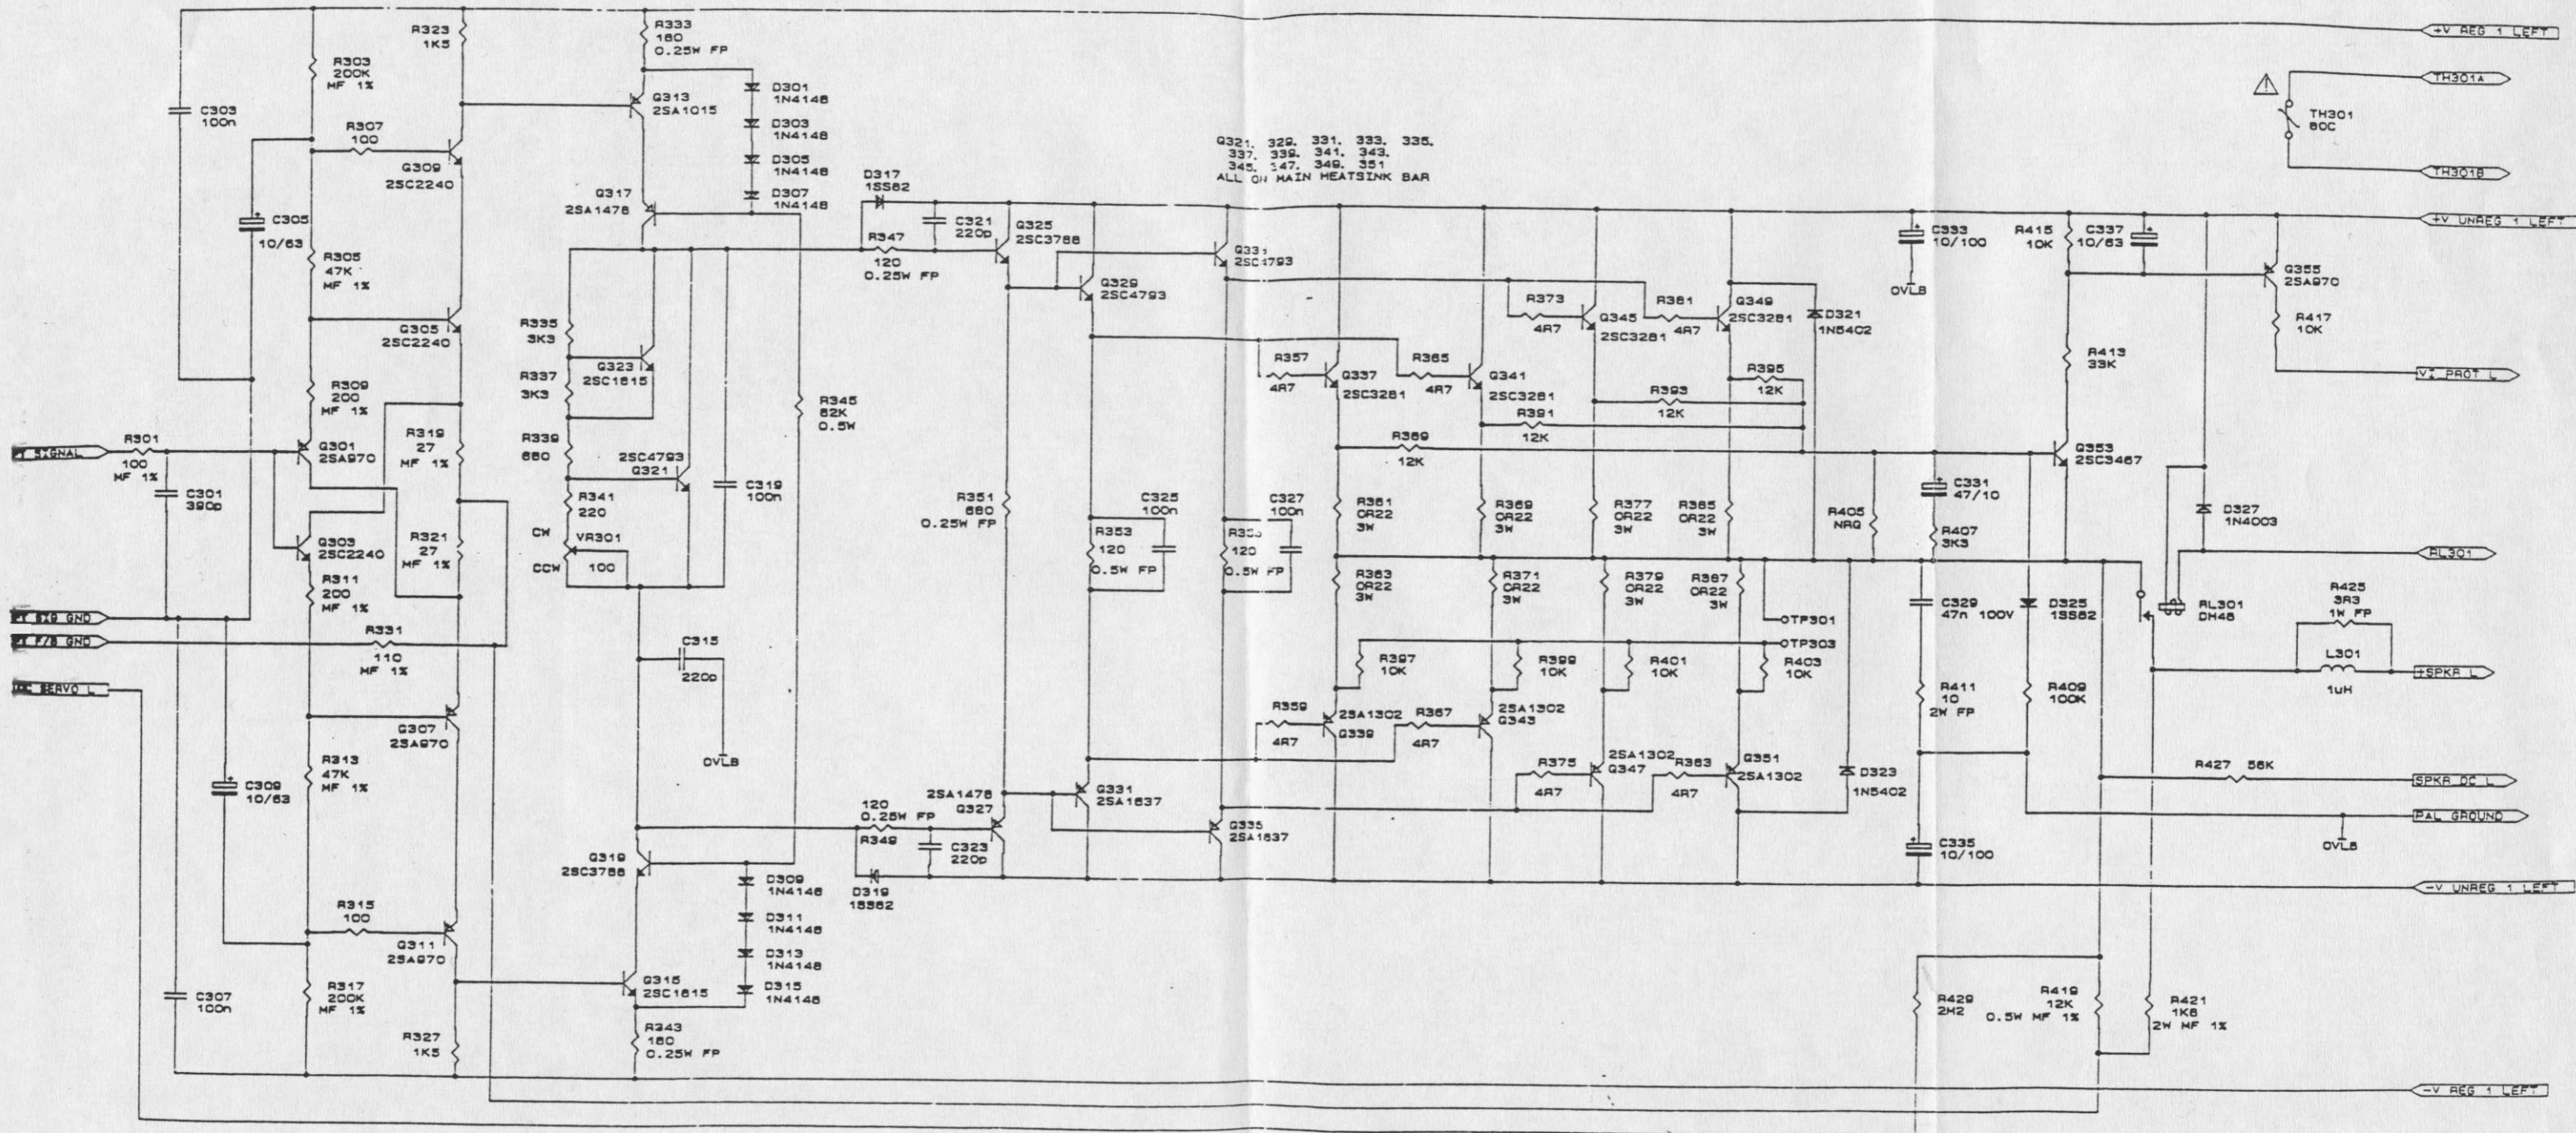 R323
1K5
R333
180
0.25W FP
+V REG 1 LEFT
R303
200K
MF 1%
D301
1N4148
TH301A
C303
100n
Q313
2SA1015
D303
1N4148
TH301
80C
R307
100
D305
1N4148
Q321, 329, 331, 333, 335,
337, 339, 341, 343,
345, 347, 349, 351
ALL ON MAIN HEATSINK BAR
TH301B
Q309
2SC2240
D307
1N4148
Q317
2SA1478
D317
1SS82
C305
10/63
C321
220p
Q325
2SC3788
+V UNREG 1 LEFT
R347
120
0.25W FP
Q331
2SC4793
C333
10/100
0VLB
R415
10K
C337
10/63
Q355
2SA970
R305
47K
MF 1%
Q329
2SC4793
R373
4R7
Q345
2SC3281
R381
4R7
Q349
2SC3281
D321
1N5402
R417
10K
Q305
2SC2240
R335
3K3
Q323
2SC1815
R413
33K
VI PROT L
R309
200
MF 1%
R337
3K3
R357
4R7
Q337
2SC3281
R365
4R7
Q341
2SC3281
R395
12K
R393
12K
R391
12K
R345
82K
0.5W
SIGNAL
R301
100
MF 1%
Q301
2SA970
R319
27
MF 1%
R339
680
2SC4793
Q321
R389
12K
Q353
2SC3467
C301
390p
R341
220
C319
100n
R351
680
0.25W FP
C325
100n
C327
100n
R361
0R22
3W
R369
0R22
3W
R377
0R22
3W
R385
0R22
3W
R405
NRG
C331
47/10
R407
3K3
D327
1N4003
Q303
2SC2240
R321
27
MF 1%
CW
VR301
100
CCW
R353
120
0.5W FP
120
0.5W FP
RL301
R311
200
MF 1%
R363
0R22
3W
R371
0R22
3W
R379
0R22
3W
R387
0R22
3W
C329
47n 100V
D325
1SS82
RL301
DH48
R425
3R3
1W FP
SIG GND
F/B GND
R331
110
MF 1%
TP301
TP303
C315
220p
0VLB
R397
10K
R399
10K
R401
10K
R403
10K
L301
1uH
+SPKR L
SERVO L
R411
10
2W FP
R409
100K
Q307
2SA970
R359
4R7
2SA1302
Q339
R367
4R7
2SA1302
Q343
R313
47K
MF 1%
R375
4R7
2SA1302
Q347
R383
4R7
Q351
2SA1302
D323
1N5402
R427 56K
SPKR DC L
C309
10/63
2SA1478
Q327
Q331
2SA1837
PAL GROUND
0VLB
120
0.25W FP
R349
C323
220p
Q335
2SA1837
C335
10/100
Q319
2SC3788
D319
1SS82
D309
1N4148
-V UNREG 1 LEFT
R315
100
Q311
2SA970
D311
1N4148
D313
1N4148
Q315
2SC1815
D315
1N4148
C307
100n
R317
200K
MF 1%
R429
2M2
R419
12K
0.5W MF 1%
R421
1K8
2W MF 1%
R327
1K5
R343
180
0.25W FP
-V REG 1 LEFT